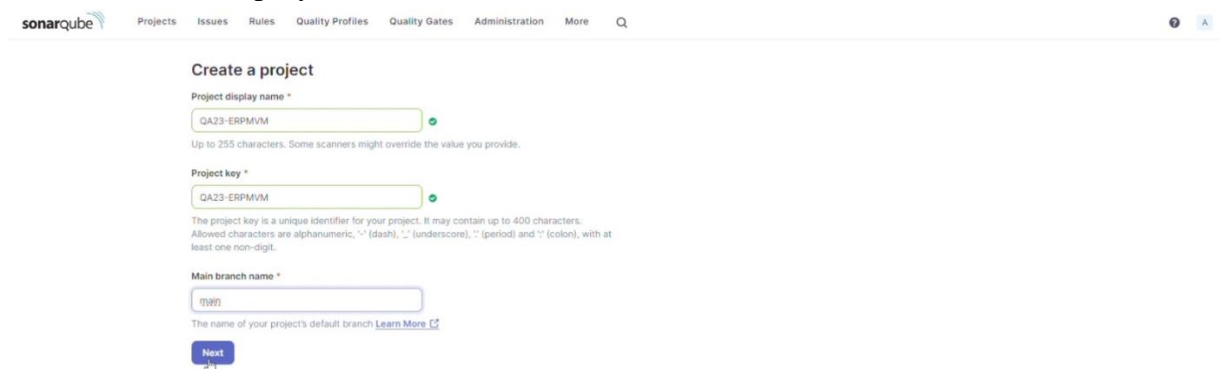 sonarqube Projects Issues Rules Quality Profiles Quality Gates Administration More A
Create a project
Project display name *
QA23-ERPMVM
Up to 255 characters. Some scanners might override the value you provide.
Project key *
QA23-ERPMVM
The project key is a unique identifier for your project. It may contain up to 400 characters.
Allowed characters are alphanumeric, '-' (dash), '_' (underscore), '.' (period) and ':' (colon), with at
least one non-digit.
Main branch name *
main
The name of your project's default branch Learn More
Next